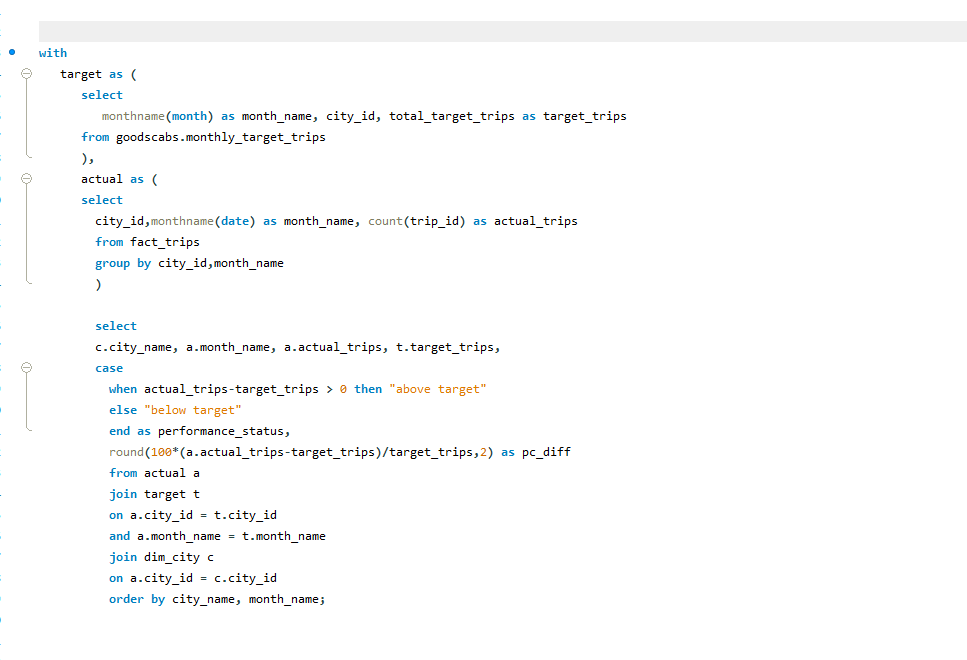 with
target as (
select
monthname(month) as month_name, city_id, total_target_trips as target_trips
from goodscabs.monthly_target_trips
),
actual as (
select
city_id,monthname(date) as month_name, count(trip_id) as actual_trips
from fact_trips
group by city_id,month_name
)
select
c.city_name, a.month_name, a.actual_trips, t.target_trips,
case
when actual_trips-target_trips > 0 then "above target"
else "below target"
end as performance_status,
round(100*(a.actual_trips-target_trips)/target_trips,2) as pc_diff
from actual a
join target t
on a.city_id = t.city_id
and a.month_name = t.month_name
join dim_city c
on a.city_id = c.city_id
order by city_name, month_name;